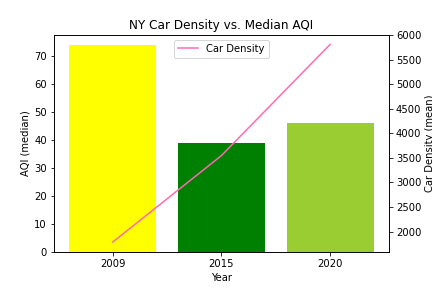 NY Car Density vs. Median AQI
Car Density
AQI (median)
70
60
50
40
30
20
10
0
6000
5500
5000
4500
4000
3500
3000
2500
2000
Car Density (mean)
2009 2015 2020
Year